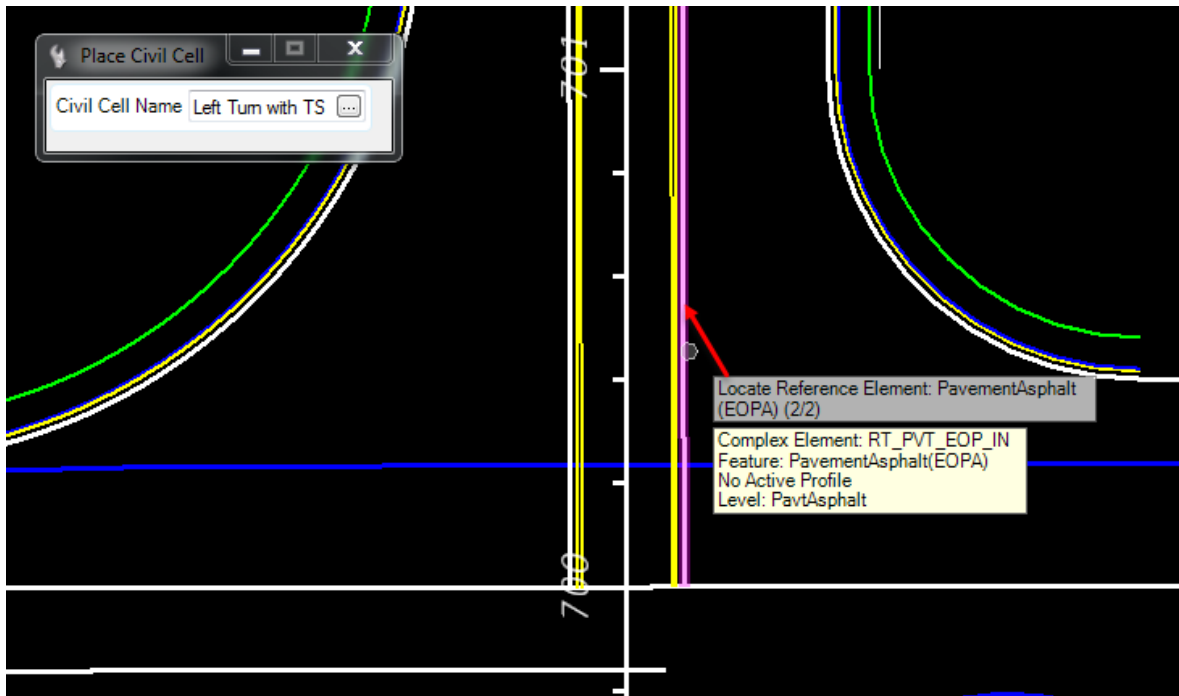 Place Civil Cell
Civil Cell Name Left Turn with TS ...
701
Locate Reference Element: PavementAsphalt
(EOPA) (2/2)
Complex Element: RT_PVT_EOP_IN
Feature: PavementAsphalt(EOPA)
No Active Profile
Level: PavtAsphalt
700